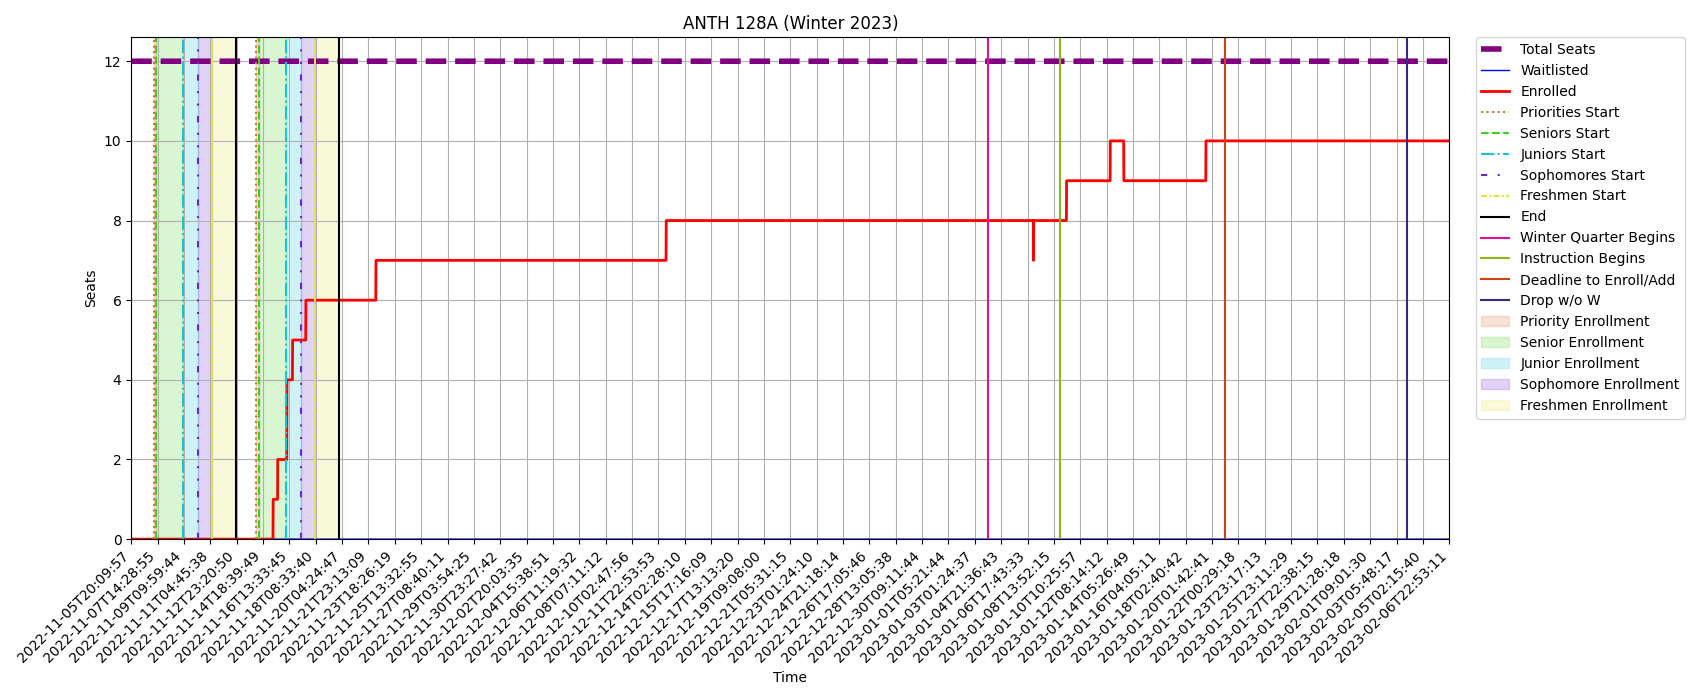 ANTH 128A (Winter 2023)
Seats
12
10
8
6
4
2
0
2022-11-05T20:09:57
2022-11-07T14:28:55
2022-11-09T09:59:44
2022-11-11T04:45:38
2022-11-12T23:20:50
2022-11-14T18:39:49
2022-11-16T13:33:45
2022-11-18T08:33:40
2022-11-20T04:24:47
2022-11-21T23:13:09
2022-11-23T18:26:19
2022-11-25T13:32:55
2022-11-27T08:40:11
2022-11-29T03:54:25
2022-11-30T23:27:42
2022-12-02T20:03:35
2022-12-04T15:38:51
2022-12-06T11:19:32
2022-12-08T07:11:12
2022-12-10T02:47:56
2022-12-11T22:53:53
2022-12-14T02:28:10
2022-12-15T17:16:09
2022-12-17T13:13:20
2022-12-19T09:08:00
2022-12-21T05:31:15
2022-12-23T01:24:10
2022-12-24T21:18:14
2022-12-26T17:05:46
2022-12-28T13:05:38
2022-12-30T09:11:44
2023-01-01T05:21:44
2023-01-03T01:24:37
2023-01-04T21:36:43
2023-01-06T17:43:33
2023-01-08T13:52:15
2023-01-10T10:25:57
2023-01-12T08:14:12
2023-01-14T05:26:49
2023-01-16T04:05:11
2023-01-18T02:40:42
2023-01-20T01:42:41
2023-01-22T00:29:18
2023-01-23T23:17:13
2023-01-25T23:11:29
2023-01-27T22:38:15
2023-01-29T21:28:18
2023-02-01T09:01:30
2023-02-03T05:48:17
2023-02-05T02:15:40
2023-02-06T22:53:11
Time
Total Seats
Waitlisted
Enrolled
Priorities Start
Seniors Start
Juniors Start
Sophomores Start
Freshmen Start
End
Winter Quarter Begins
Instruction Begins
Deadline to Enroll/Add
Drop w/o W
Priority Enrollment
Senior Enrollment
Junior Enrollment
Sophomore Enrollment
Freshmen Enrollment